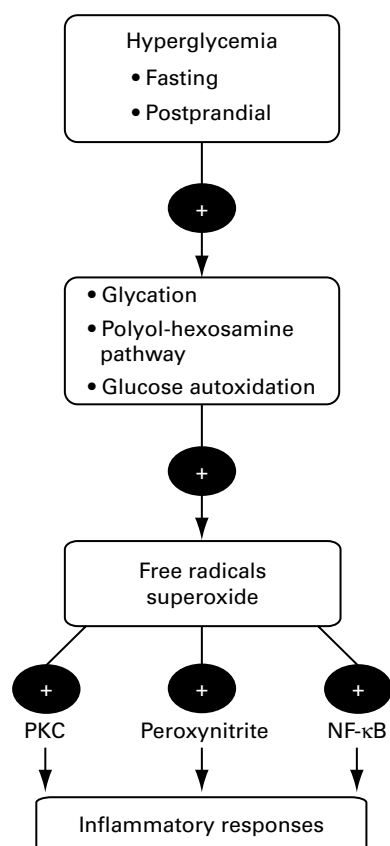 Hyperglycemia
• Fasting
• Postprandial
+
• Glycation
• Polyol-hexosamine
pathway
• Glucose autoxidation
+
Free radicals
superoxide
+ + +
PKC Peroxynitrite NF-κB
Inflammatory responses